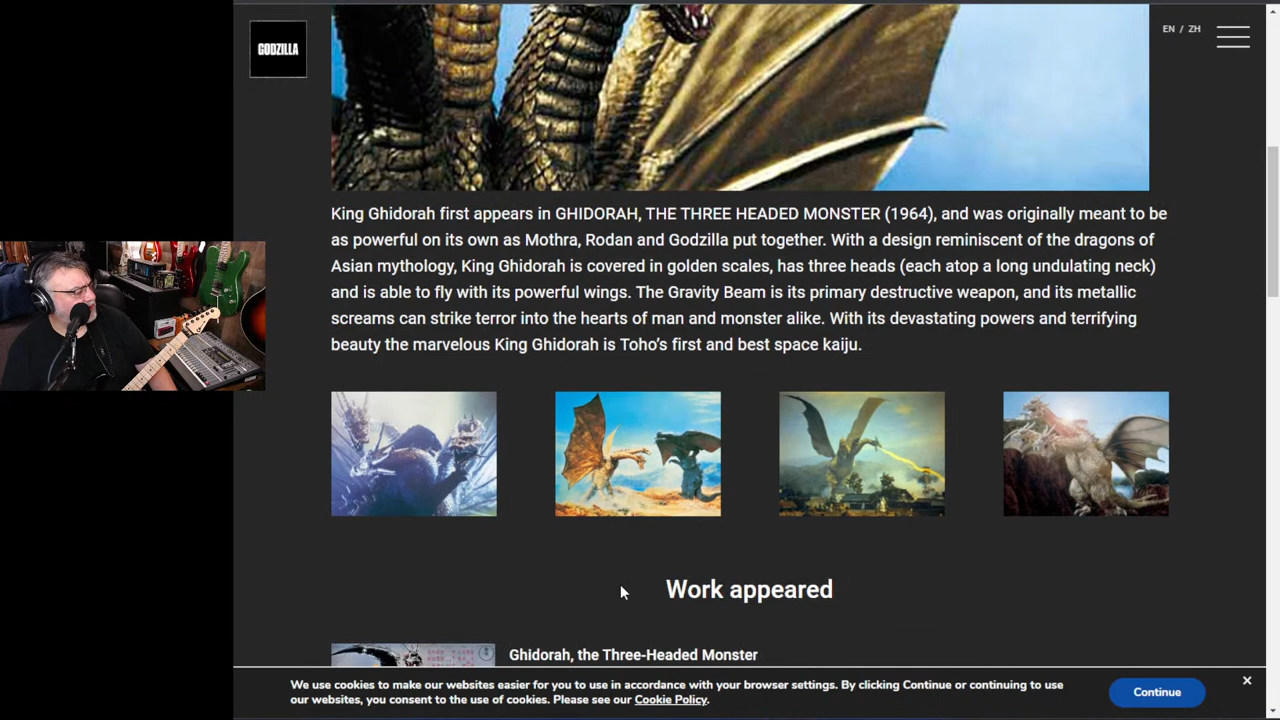 GODZILLA
EN / ZH
King Ghidorah first appears in GHIDORAH, THE THREE HEADED MONSTER (1964), and was originally meant to be
as powerful on its own as Mothra, Rodan and Godzilla put together. With a design reminiscent of the dragons of
Asian mythology, King Ghidorah is covered in golden scales, has three heads (each atop a long undulating neck)
and is able to fly with its powerful wings. The Gravity Beam is its primary destructive weapon, and its metallic
screams can strike terror into the hearts of man and monster alike. With its devastating powers and terrifying
beauty the marvelous King Ghidorah is Toho’s first and best space kaiju.
Work appeared
Ghidorah, the Three-Headed Monster
We use cookies to make our websites easier for you to use in accordance with your browser settings. By clicking Continue or continuing to use
our websites, you consent to the use of cookies. Please see our Cookie Policy.
Continue